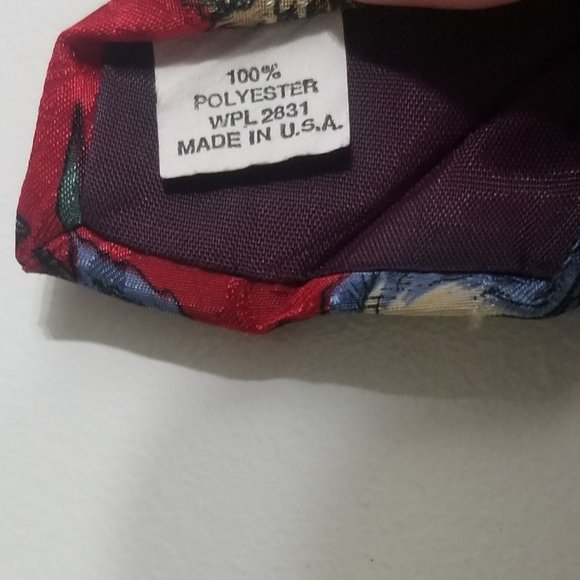 100%
POLYESTER
WPL 2831
MADE IN U.S.A.